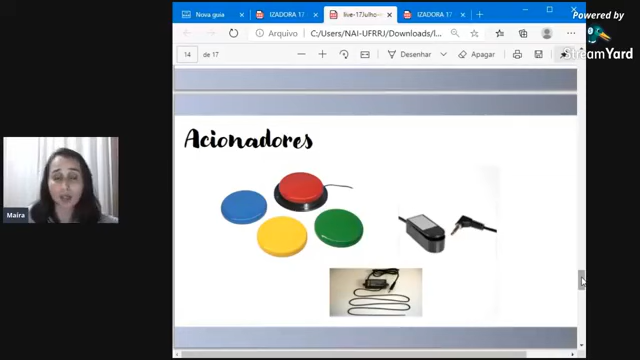 Nova guia
IZADORA 17
live-17Julho-
IZADORA 17
Powered by
StreamYard
Arquivo
C:/Users/NAI-UFRRJ/Downloads/l...
14
de 17
Desenhar
Apagar
Acionadores
Maira